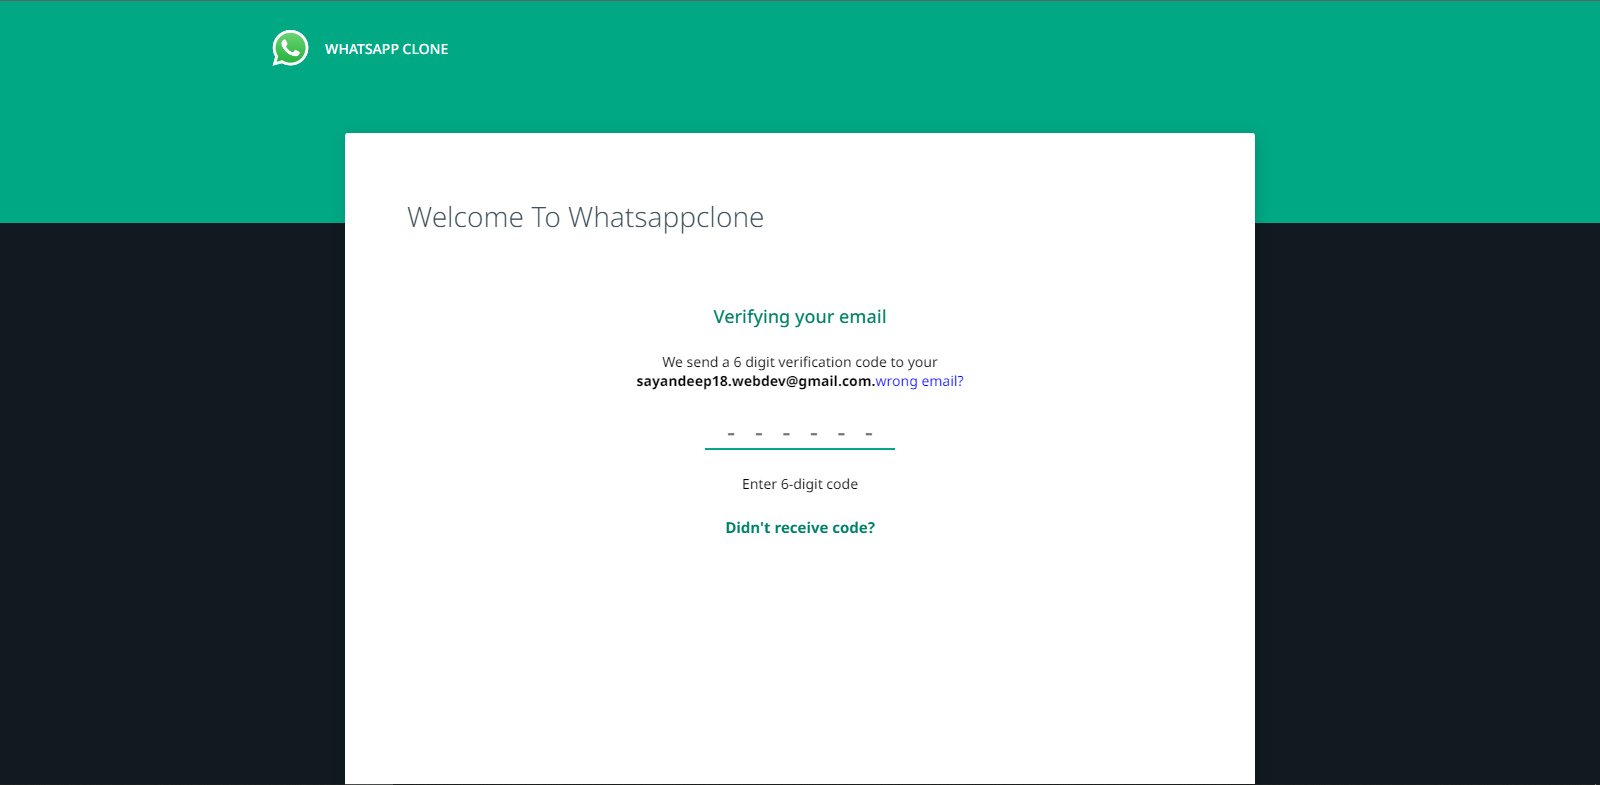 WHATSAPP CLONE
Welcome To Whatsappclone
Verifying your email
We send a 6 digit verification code to your
sayandeep18.webdev@gmail.com.wrong email?
- - - - - -
Enter 6-digit code
Didn't receive code?